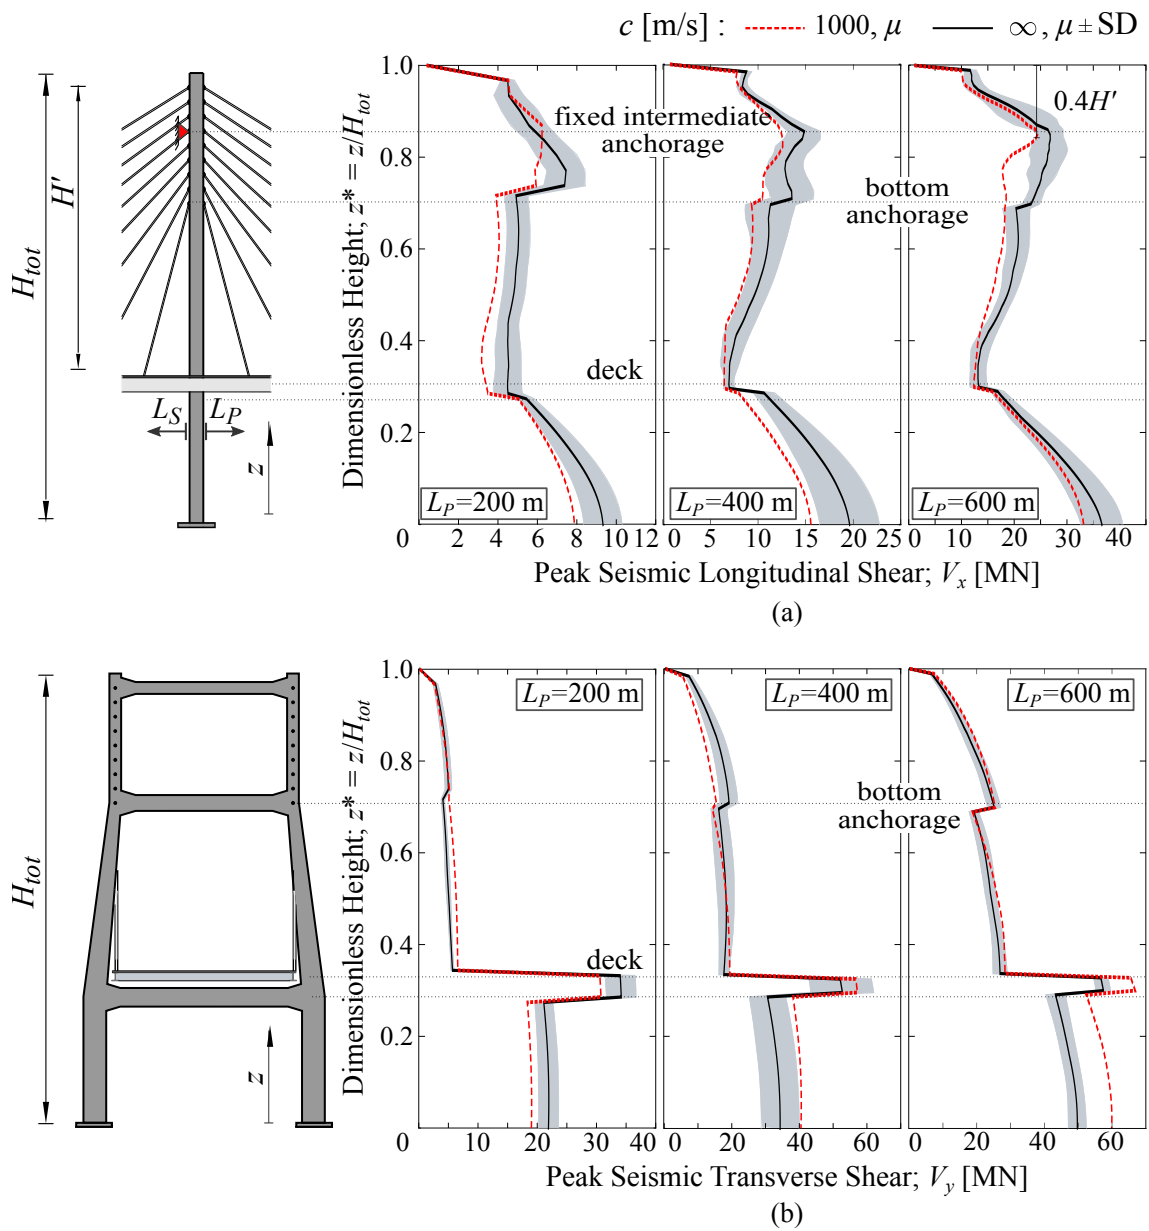 c [m/s] : 1000, μ ∞, μ ± SD
H_tot
H'
L_S
L_P
z
Dimensionless Height; z* = z/H_tot
1.0
0.8
0.6
0.4
0.2
0
fixed intermediate
anchorage
bottom
anchorage
deck
0.4H'
L_P=200 m
L_P=400 m
L_P=600 m
2 4 6 8 10 12
0 5 10 15 20 25
0 10 20 30 40
Peak Seismic Longitudinal Shear; V_x [MN]
(a)
H_tot
z
Dimensionless Height; z* = z/H_tot
1.0
0.8
0.6
0.4
0.2
0
L_P=200 m
L_P=400 m
L_P=600 m
bottom
anchorage
deck
0 10 20 30 40
0 20 40 60
0 20 40 60
Peak Seismic Transverse Shear; V_y [MN]
(b)